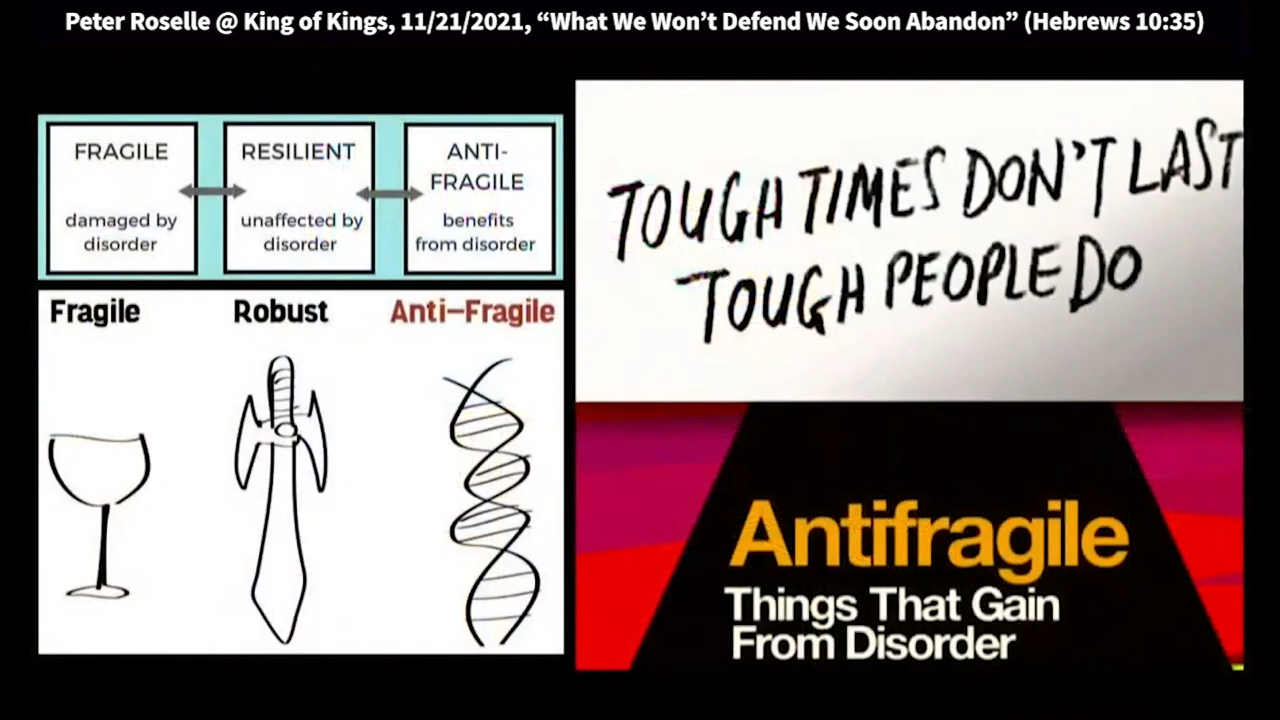 Peter Roselle @ King of Kings, 11/21/2021, “What We Won’t Defend We Soon Abandon” (Hebrews 10:35)
FRAGILE
damaged by
disorder
RESILIENT
unaffected by
disorder
ANTI-
FRAGILE
benefits
from disorder
Fragile
Robust
Anti-Fragile
TOUGH TIMES DON'T LAST
TOUGH PEOPLE DO
Antifragile
Things That Gain
From Disorder